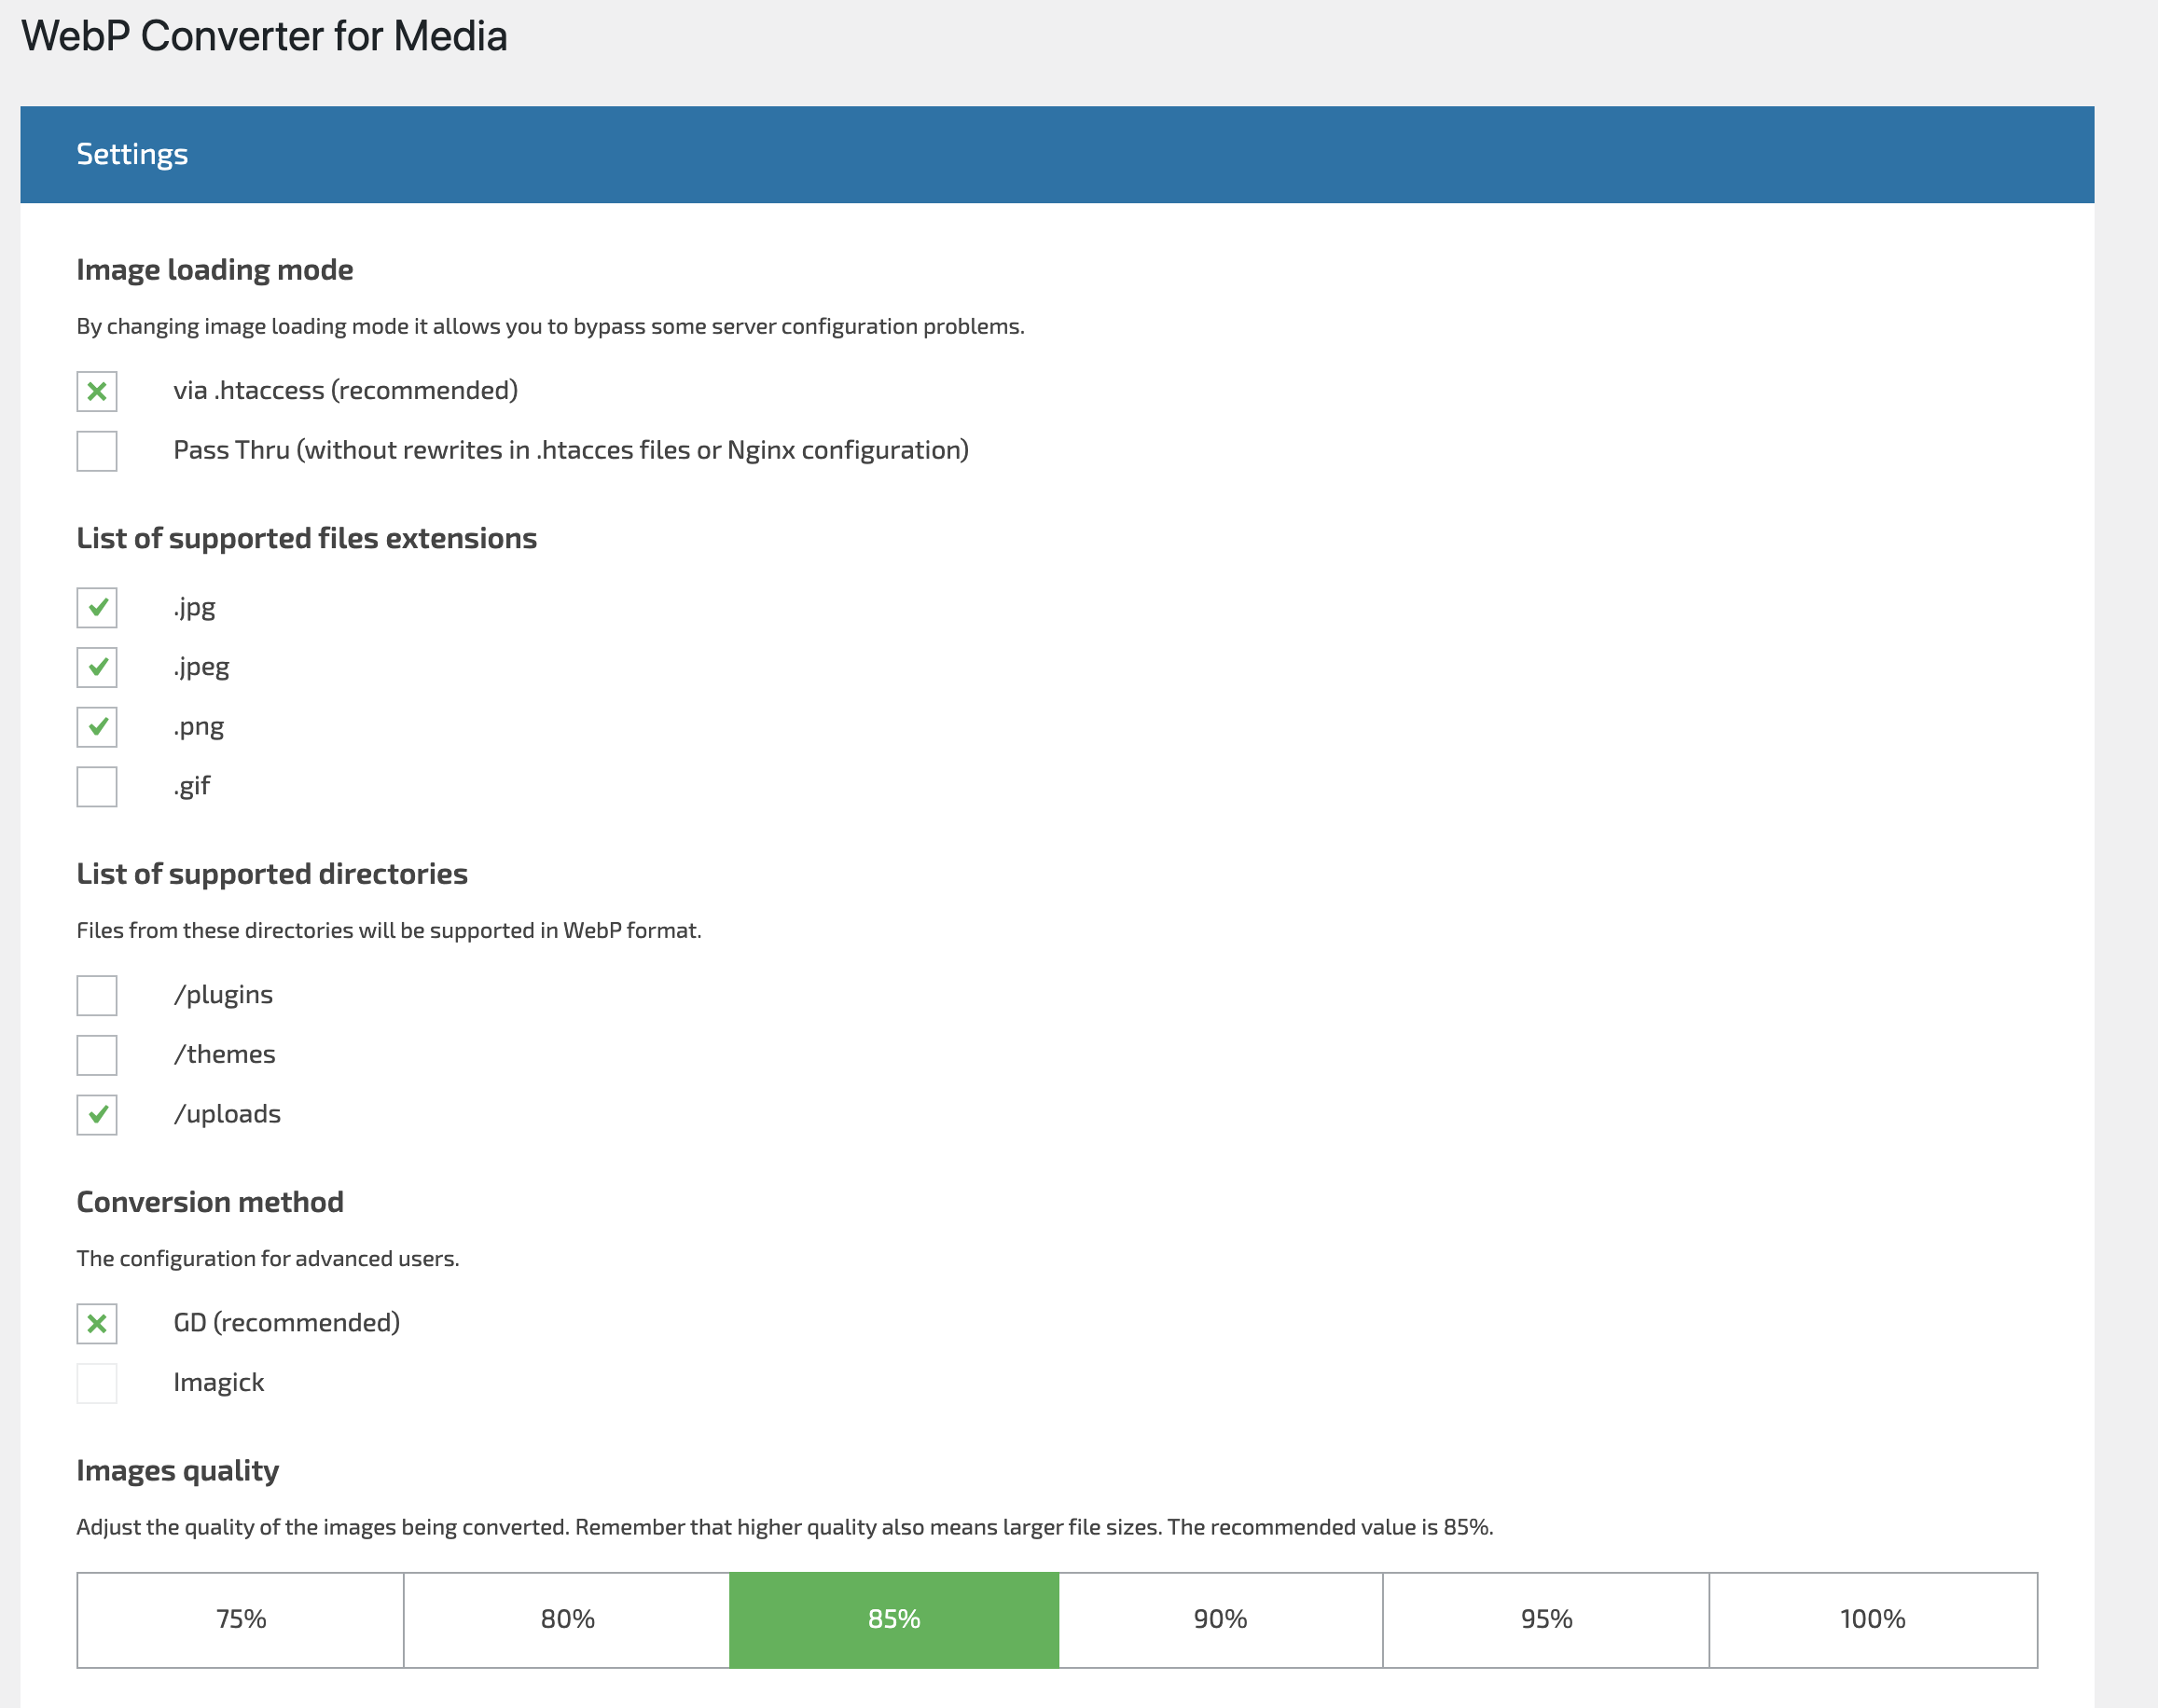 WebP Converter for Media
Settings
Image loading mode
By changing image loading mode it allows you to bypass some server configuration problems.
via .htaccess (recommended)
Pass Thru (without rewrites in .htacces files or Nginx configuration)
List of supported files extensions
.jpg
.jpeg
.png
.gif
List of supported directories
Files from these directories will be supported in WebP format.
/plugins
/themes
/uploads
Conversion method
The configuration for advanced users.
GD (recommended)
Imagick
Images quality
Adjust the quality of the images being converted. Remember that higher quality also means larger file sizes. The recommended value is 85%.
75% 80% 85% 90% 95% 100%